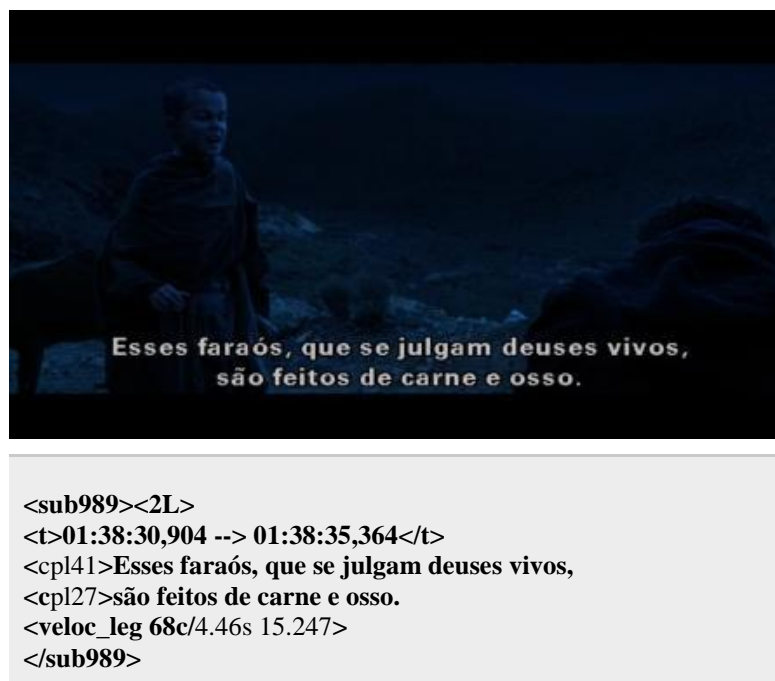 Esses faraós, que se julgam deuses vivos,
são feitos de carne e osso.
<sub989><2L>
<t>01:38:30,904 --> 01:38:35,364</t>
<cpl41>Esses faraós, que se julgam deuses vivos,
<cpl27>são feitos de carne e osso.
<veloc_leg 68c/4.46s 15.247>
</sub989>